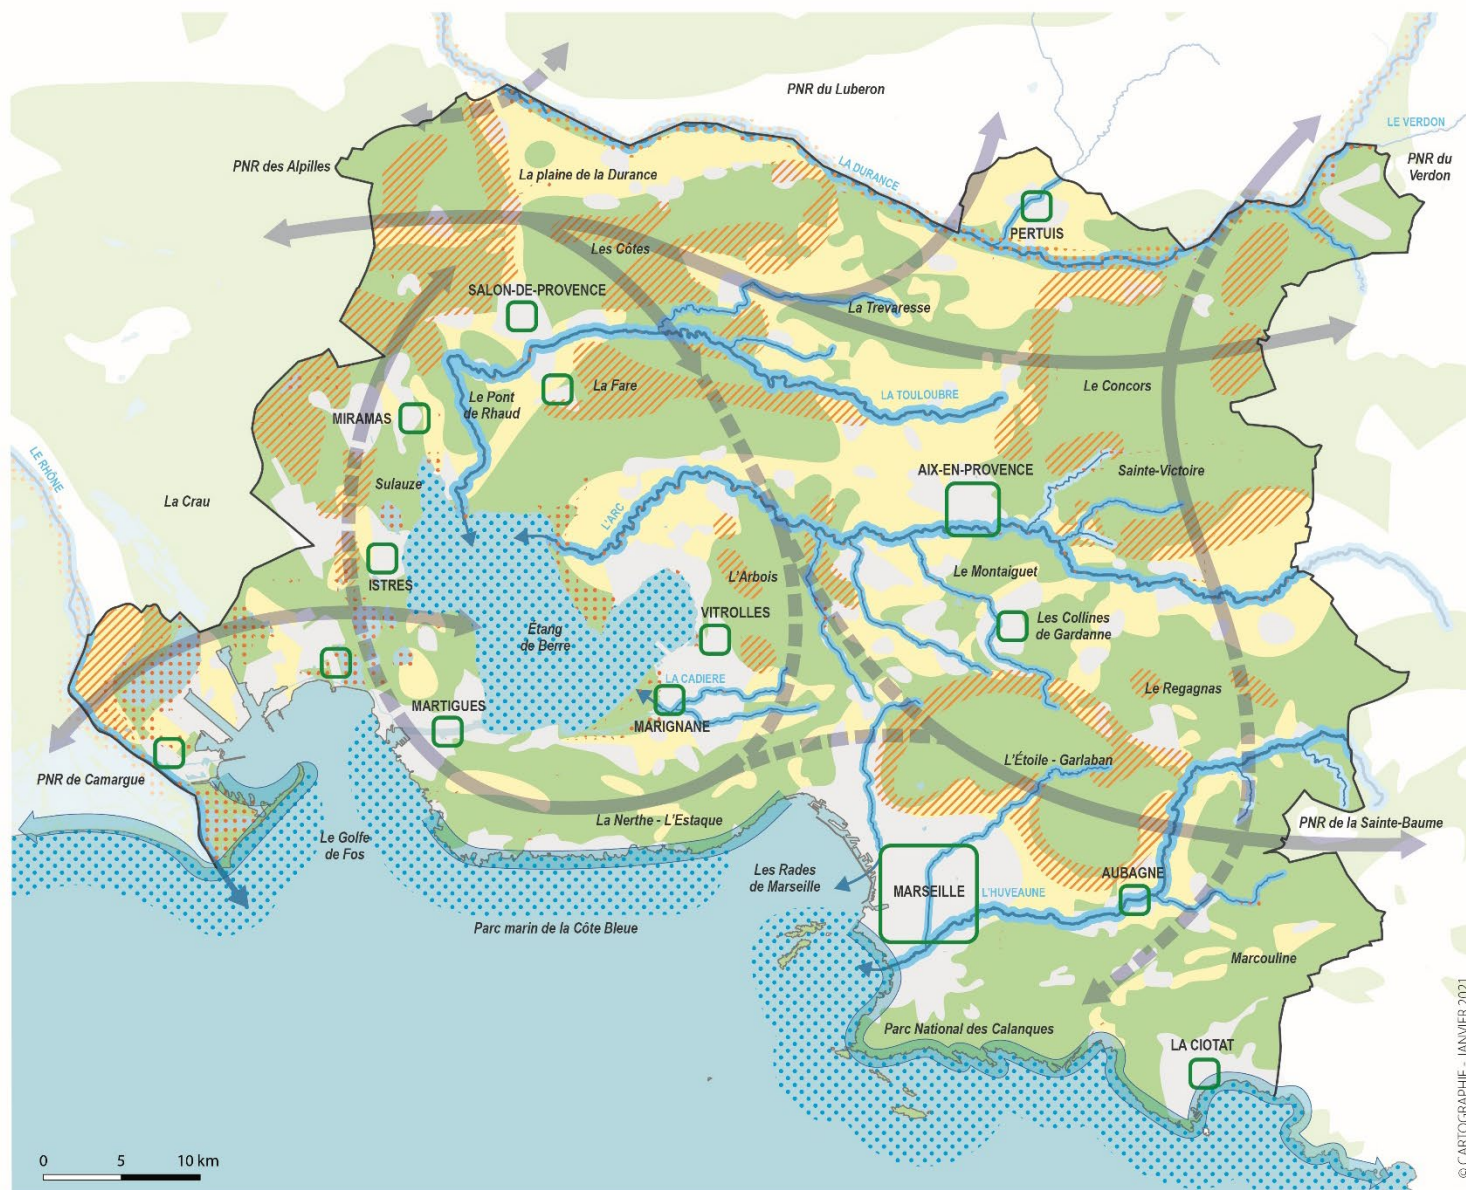 PNR du Luberon
LE VERDON
PNR des Alpilles
La plaine de la Durance
LA DURANCE
PNR du
Verdon
PERTUIS
Les Côtes
SALON-DE-PROVENCE
La Trevaresse
La Fare
Le Concors
Le Pont
de Rhaud
LA TOULOUBRE
MIRAMAS
LE RHÔNE
La Crau
Sulauze
AIX-EN-PROVENCE
Sainte-Victoire
L'ARC
ISTRES
L'Arbois
Le Montaiguet
Étang
de Berre
VITROLLES
Les Collines
de Gardanne
LA CADIERE
Le Regagnas
MARTIGUES
MARIGNANE
PNR de Camargue
L'Étoile - Garlaban
La Nerthe - L'Estaque
PNR de la Sainte-Baume
Le Golfe
de Fos
Les Rades
de Marseille
MARSEILLE
L'HUVEAUNE
AUBAGNE
Parc marin de la Côte Bleue
Marcouline
Parc National des Calanques
LA CIOTAT
0 5 10 km
© CARTOGRAPHIE - JANVIER 2021